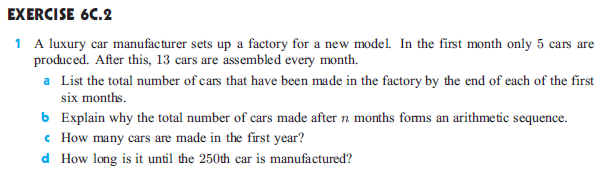 EXERCISE 6C.2
1 A luxury car manufacturer sets up a factory for a new model. In the first month only 5 cars are
produced. After this, 13 cars are assembled every month.
a List the total number of cars that have been made in the factory by the end of each of the first
six months.
b Explain why the total number of cars made after n months forms an arithmetic sequence.
c How many cars are made in the first year?
d How long is it until the 250th car is manufactured?